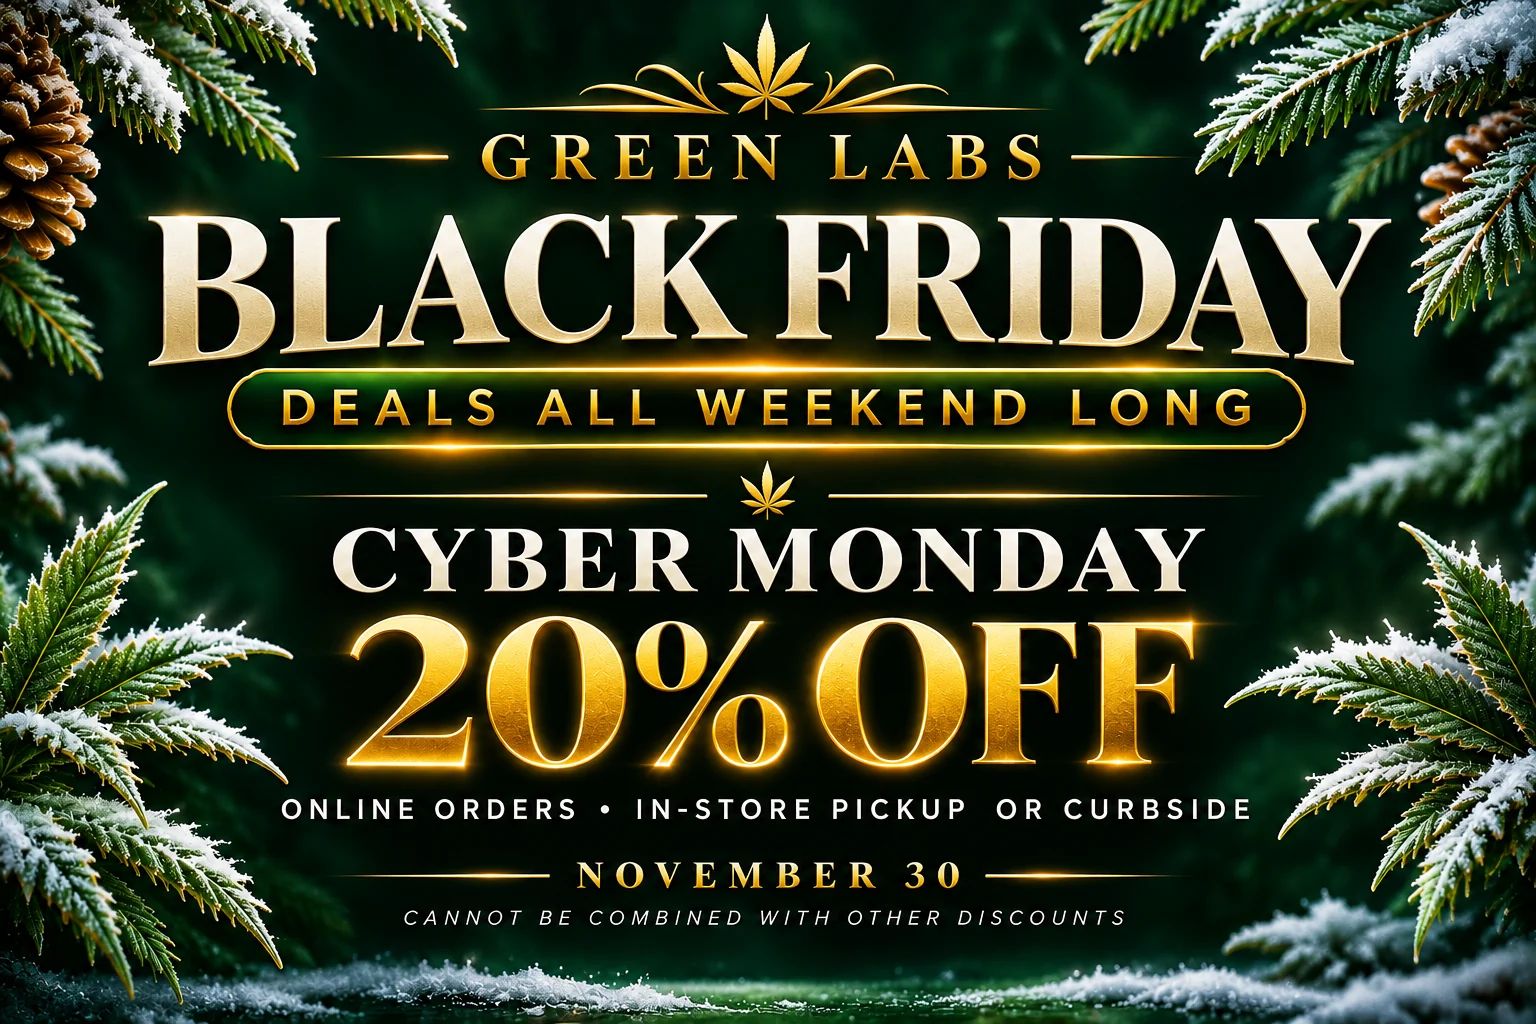 GREEN LABS
BLACK FRIDAY
DEALS ALL WEEKEND LONG
CYBER MONDAY
20% OFF
ONLINE ORDERS • IN-STORE PICKUP OR CURBSIDE
NOVEMBER 30
CANNOT BE COMBINED WITH OTHER DISCOUNTS